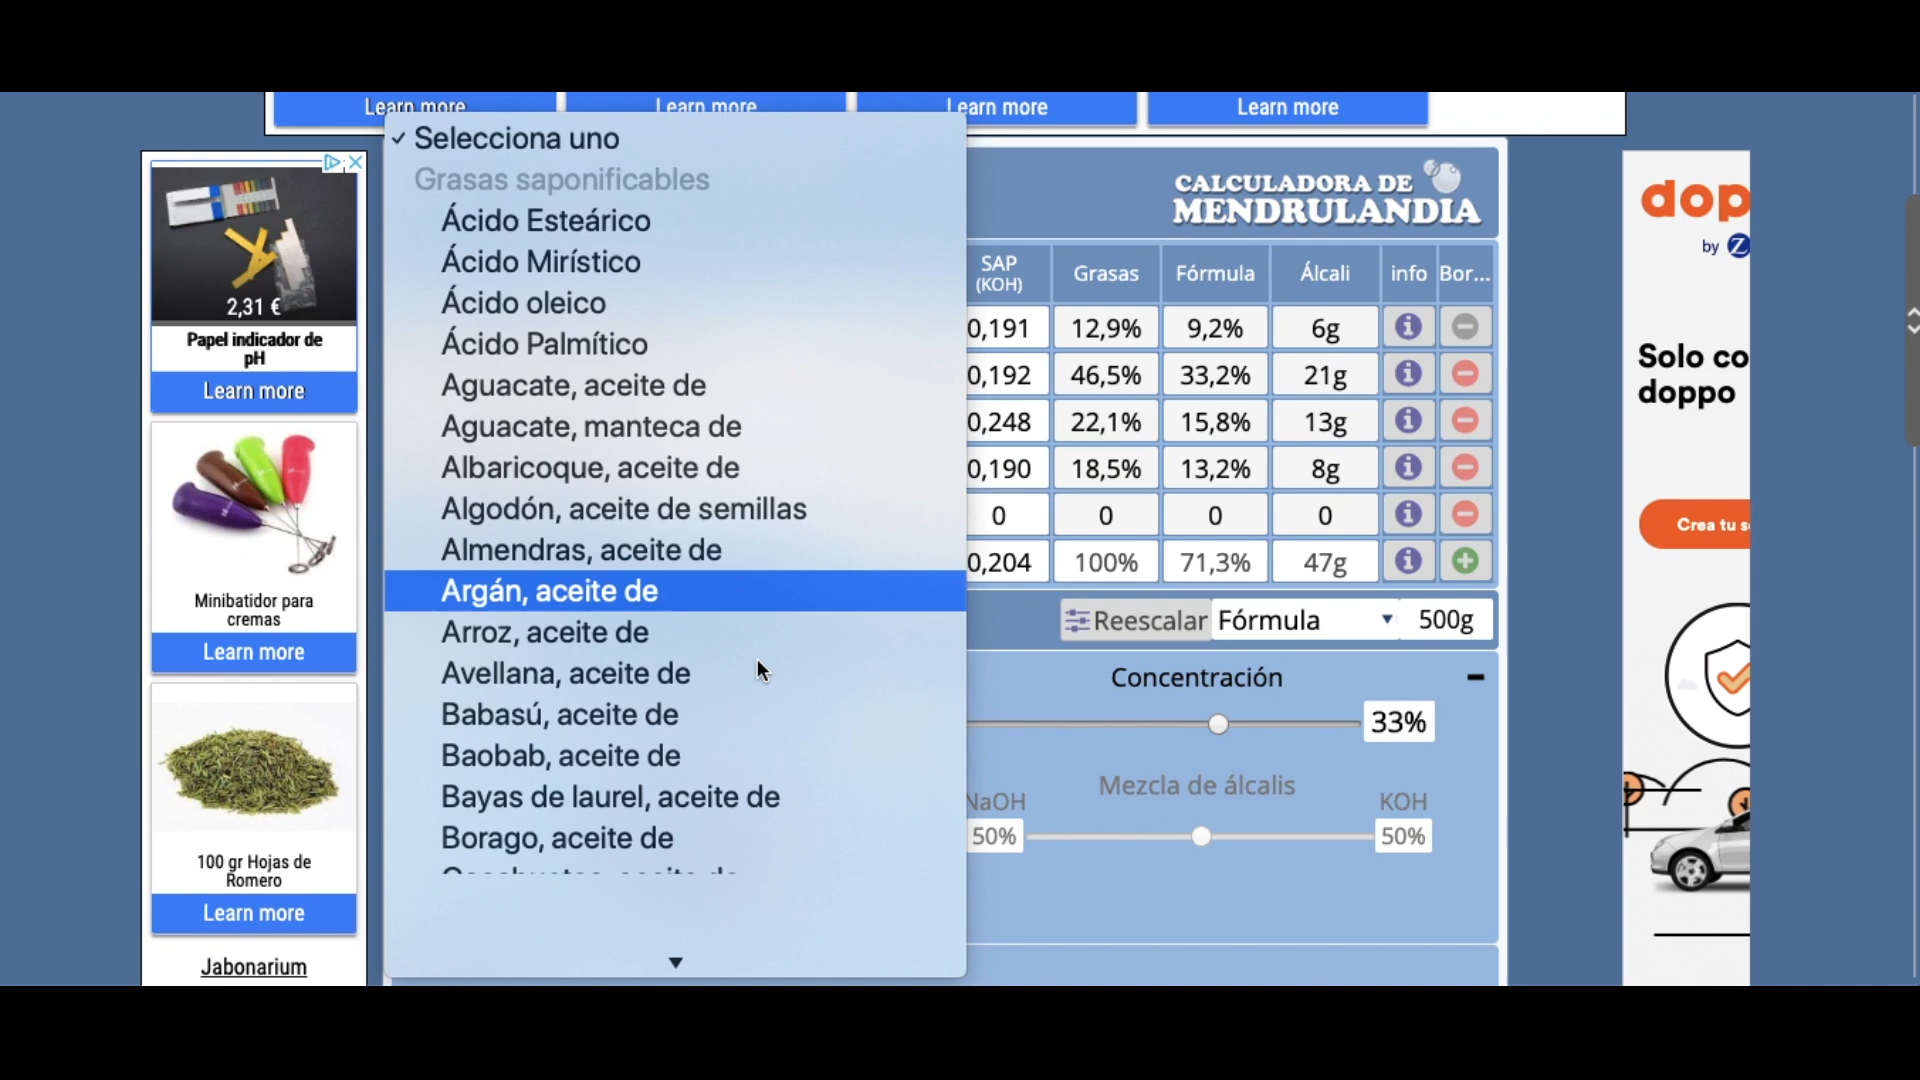 Learn more
Learn more
Learn more
Learn more
2,31 €
Papel indicador de
pH
Learn more
Minibatidor para
cremas
Learn more
100 gr Hojas de
Romero
Learn more
Jabonarium
✓ Selecciona uno
Grasas saponificables
Ácido Esteárico
Ácido Mirístico
Ácido oleico
Ácido Palmítico
Aguacate, aceite de
Aguacate, manteca de
Albaricoque, aceite de
Algodón, aceite de semillas
Almendras, aceite de
Argán, aceite de
Arroz, aceite de
Avellana, aceite de
Babasú, aceite de
Baobab, aceite de
Bayas de laurel, aceite de
Borago, aceite de
CALCULADORA DE
MENDRULANDIA
SAP (KOH) Grasas Fórmula Álcali info Bor...
0,191 12,9% 9,2% 6g
0,192 46,5% 33,2% 21g
0,248 22,1% 15,8% 13g
0,190 18,5% 13,2% 8g
0 0 0 0
0,204 100% 71,3% 47g
Reescalar Fórmula 500g
Concentración
33%
Mezcla de álcalis
NaOH KOH
50% 50%
dop
by Z
Solo co
doppo
Crea tu s